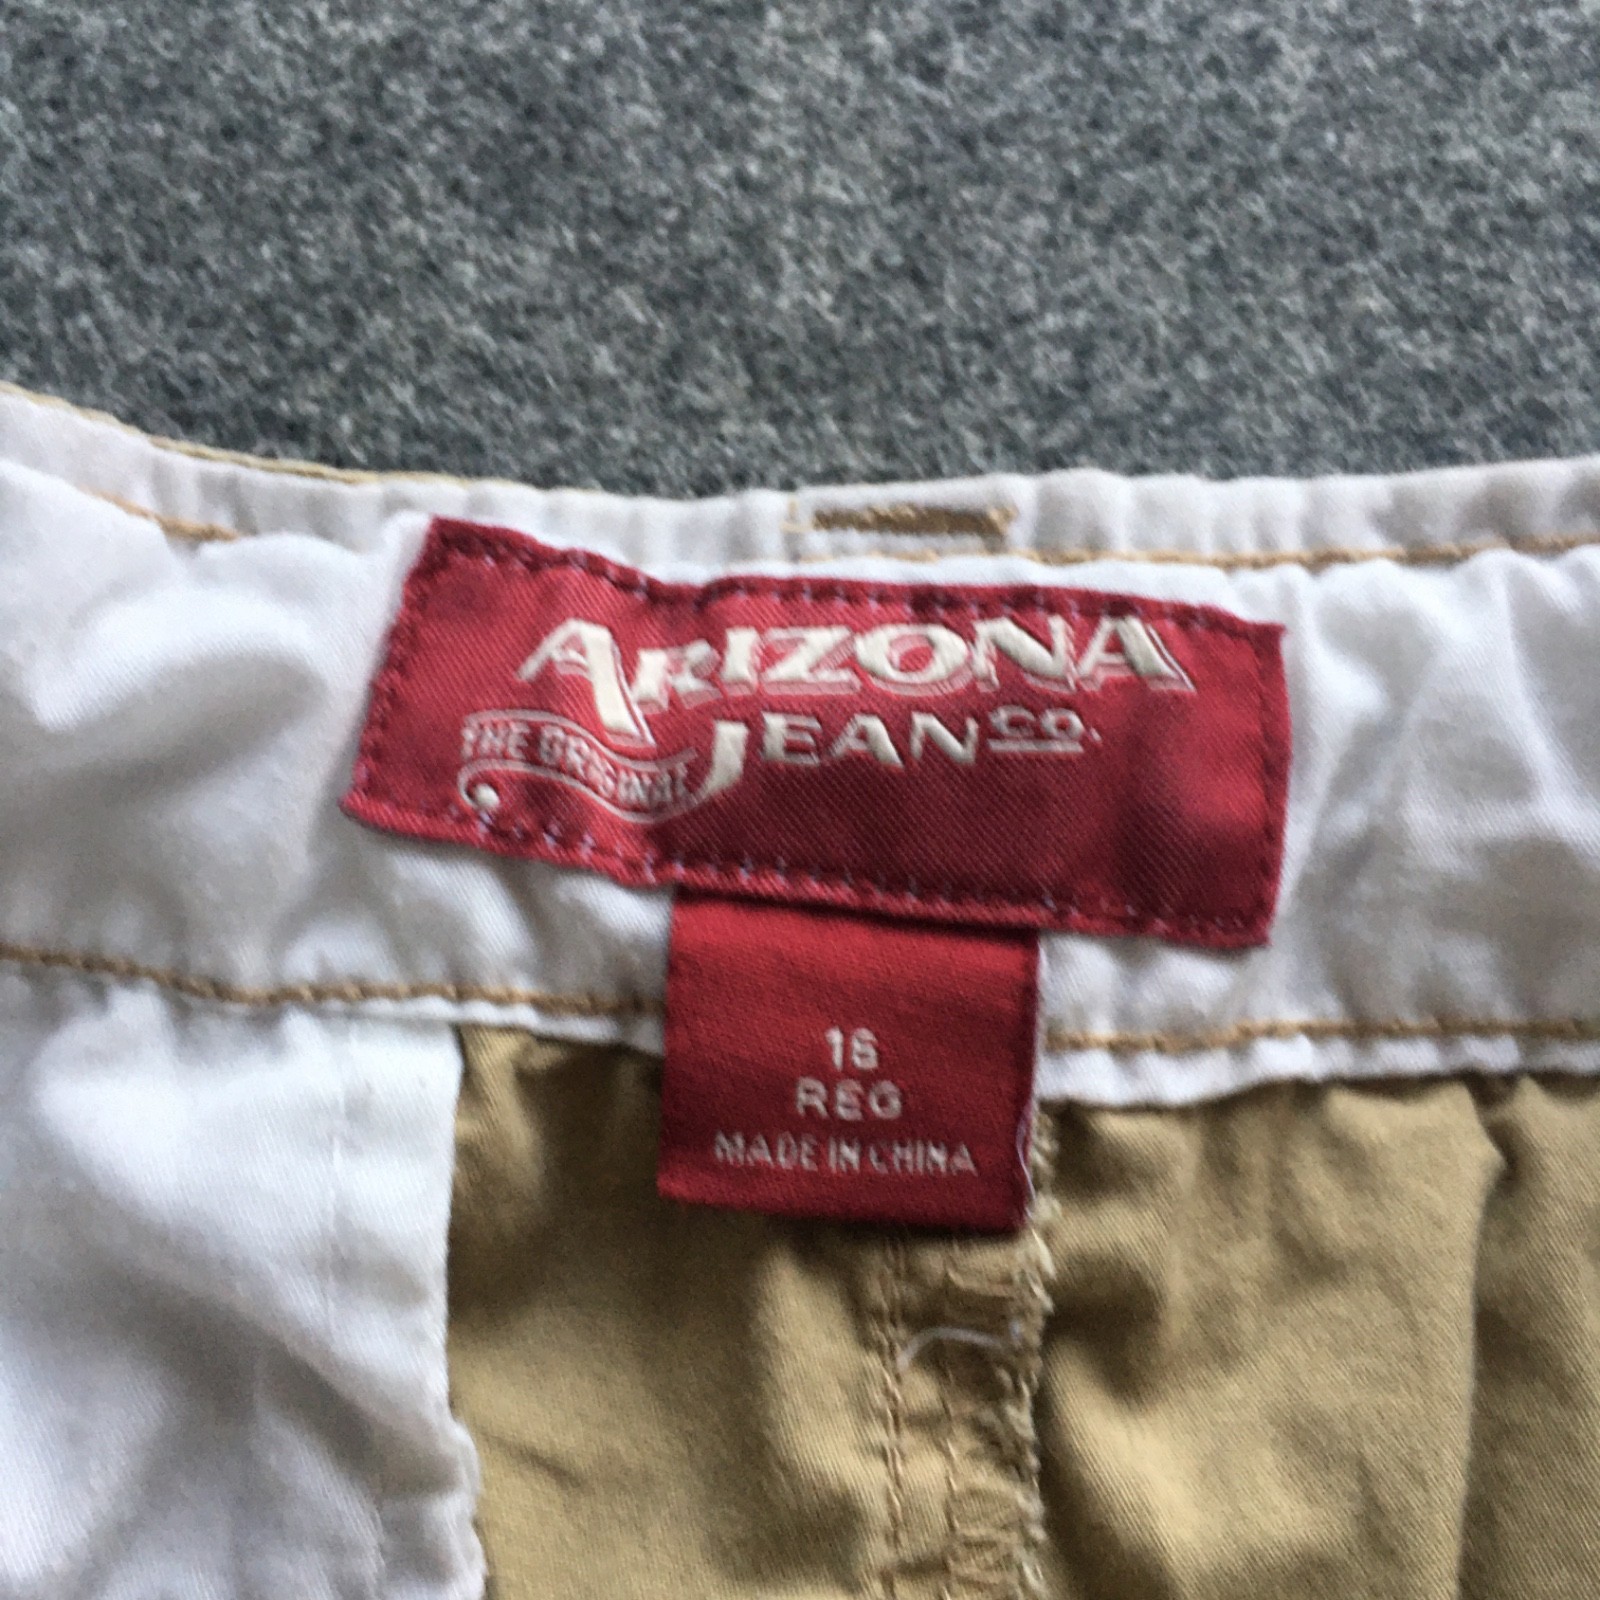 ARIZONA
JEAN CO.
THE ORIGINAL
16
REG
MADE IN CHINA